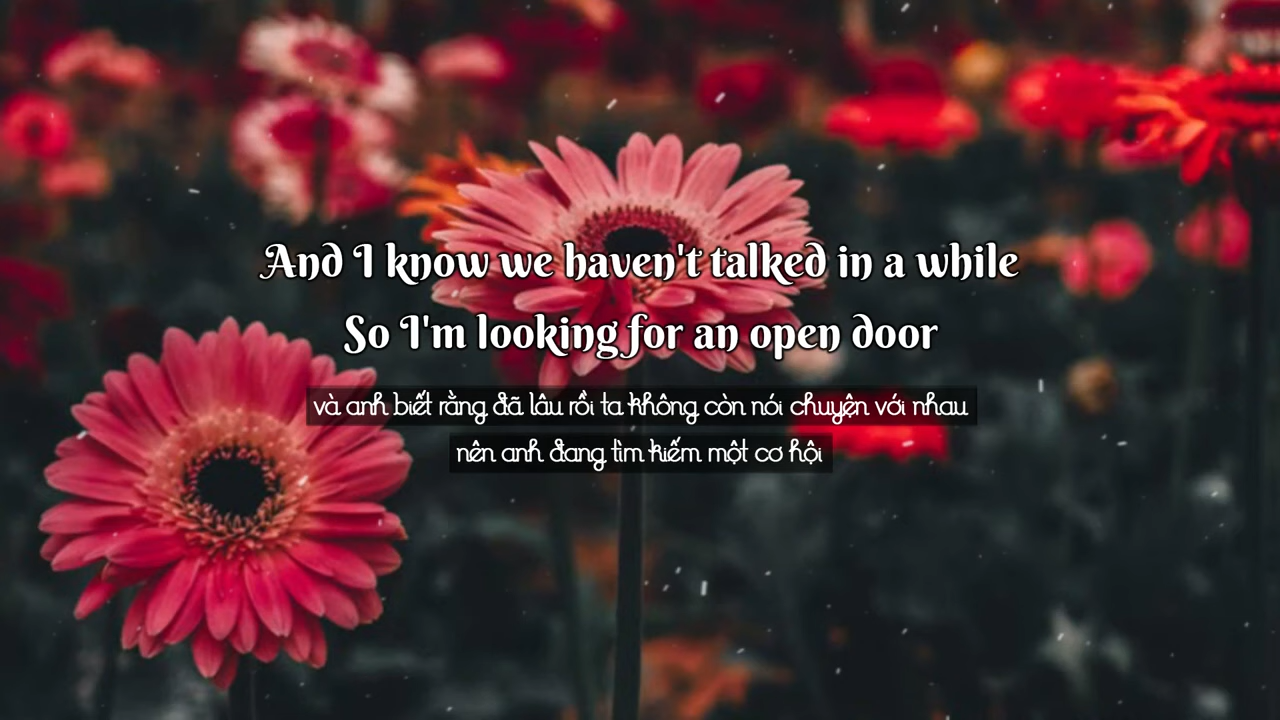 And I know we haven't talked in a while
So I'm looking for an open door
và anh biết rằng đã lâu rồi ta không còn nói chuyện với nhau
nên anh đang tìm kiếm một cơ hội